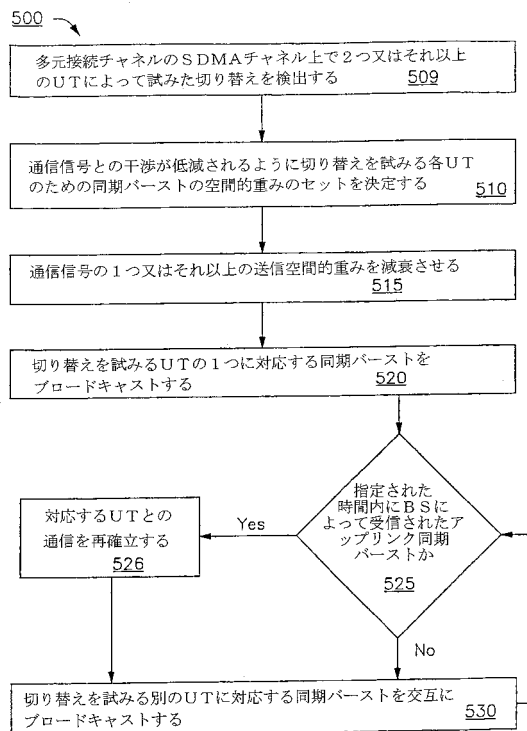 500
多元接続チャネルのSDMAチャネル上で2つ又はそれ以上
のUTによって試みた切り替えを検出する 509
通信信号との干渉が低減されるように切り替えを試みる各UT
のための同期バーストの空間的重みのセットを決定する 510
通信信号の1つ又はそれ以上の送信空間的重みを減衰させる
515
切り替えを試みるUTの1つに対応する同期バーストを
ブロードキャストする 520
指定された
時間内にBSに
よって受信されたア
ップリンク同期
バーストか
525
Yes
対応するUTとの
通信を再確立する
526
No
切り替えを試みる別のUTに対応する同期バーストを交互に
ブロードキャストする 530